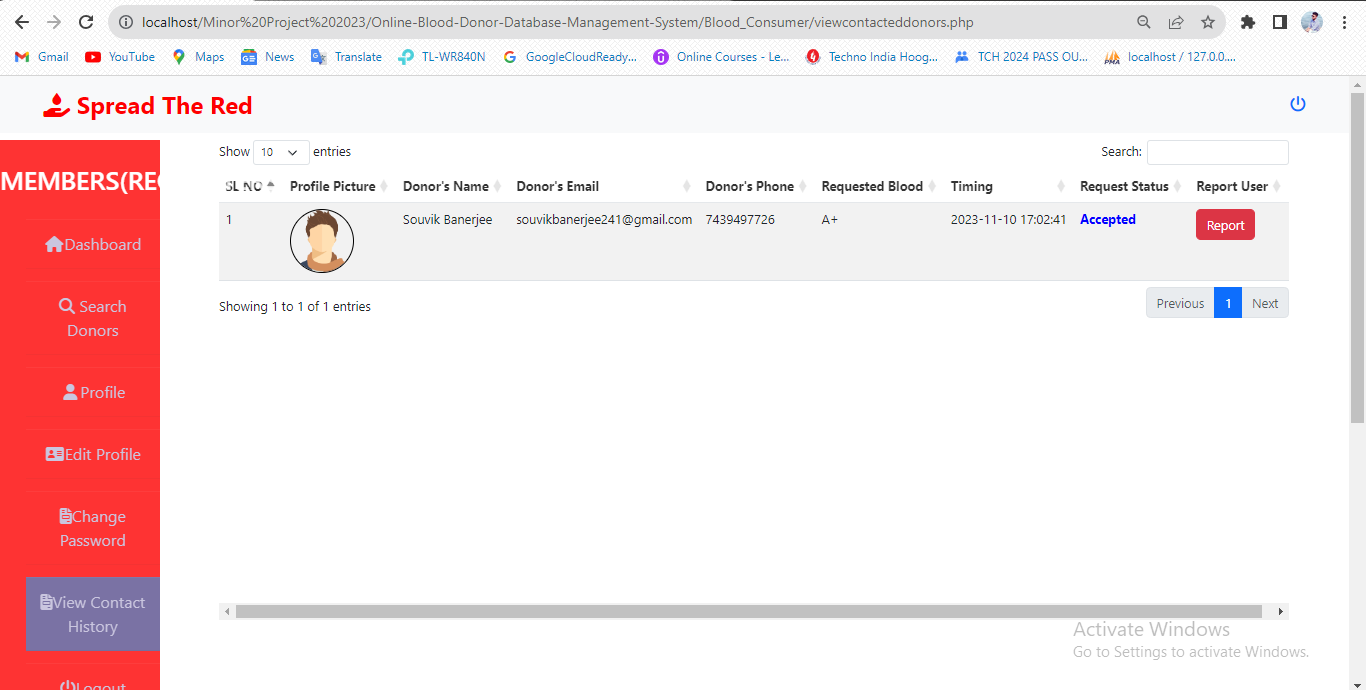 localhost/Minor%20Project%202023/Online-Blood-Donor-Database-Management-System/Blood_Consumer/viewcontacteddonors.php
Gmail YouTube Maps News Translate TL-WR840N GoogleCloudReady... Online Courses - Le... Techno India Hoog... TCH 2024 PASS OU... localhost / 127.0.0....
Spread The Red
MEMBERS(REC
Dashboard
Search
Donors
Profile
Edit Profile
Change
Password
View Contact
History
Logout
Show 10 entries Search:
SL NO Profile Picture Donor's Name Donor's Email Donor's Phone Requested Blood Timing Request Status Report User
1 Souvik Banerjee souvikbanerjee241@gmail.com 7439497726 A+ 2023-11-10 17:02:41 Accepted Report
Showing 1 to 1 of 1 entries Previous 1 Next
Activate Windows
Go to Settings to activate Windows.